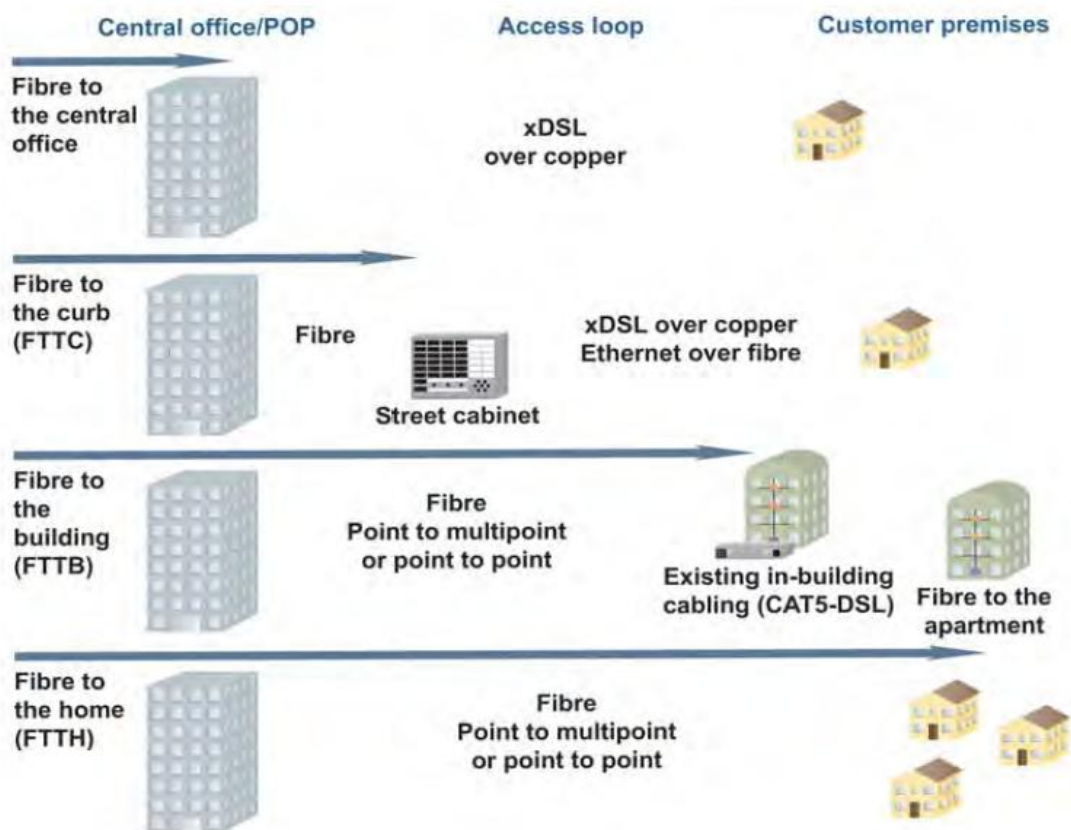 Central office/POP
Access loop
Customer premises
Fibre to
the central
office
xDSL
over copper
Fibre to
the curb
(FTTC)
Fibre
Street cabinet
xDSL over copper
Ethernet over fibre
Fibre to
the
building
(FTTB)
Fibre
Point to multipoint
or point to point
Existing in-building
cabling (CAT5-DSL)
Fibre to the
apartment
Fibre to
the home
(FTTH)
Fibre
Point to multipoint
or point to point